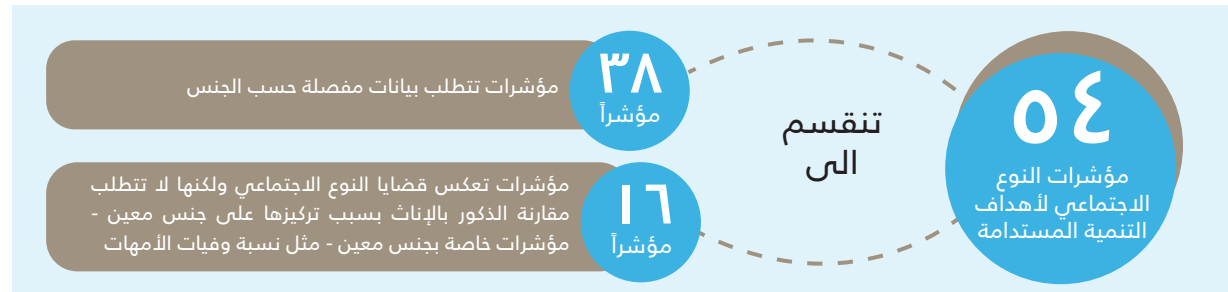 ٥٤
مؤشرات النوع
الاجتماعي لأهداف
التنمية المستدامة
تنقسم
الى
٣٨
مؤشراً
مؤشرات تتطلب بيانات مفصلة حسب الجنس
١٦
مؤشراً
مؤشرات تعكس قضايا النوع الاجتماعي ولكنها لا تتطلب
مقارنة الذكور بالإناث بسبب تركيزها على جنس معين -
مؤشرات خاصة بجنس معين - مثل نسبة وفيات الأمهات